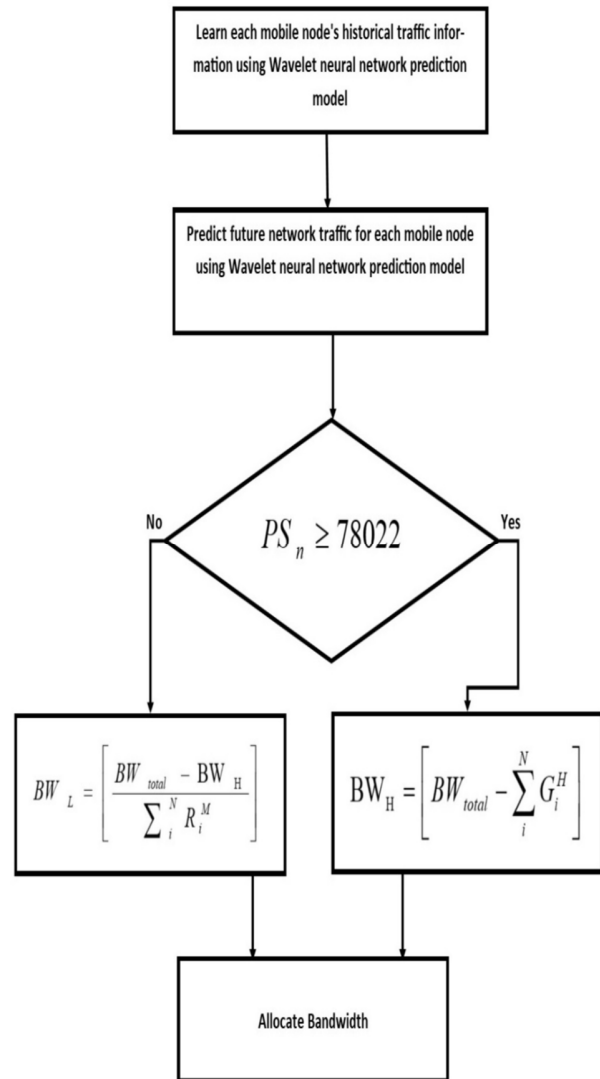 Learn each mobile node's historical traffic infor-
mation using Wavelet neural network prediction
model
Predict future network traffic for each mobile node
using Wavelet neural network prediction model
No
Yes
PS_n ≥ 78022
BW_L = [ (BW_total − BW_H) / (∑_i^N R_i^M) ]
BW_H = [ BW_total − ∑_i^N G_i^H ]
Allocate Bandwidth